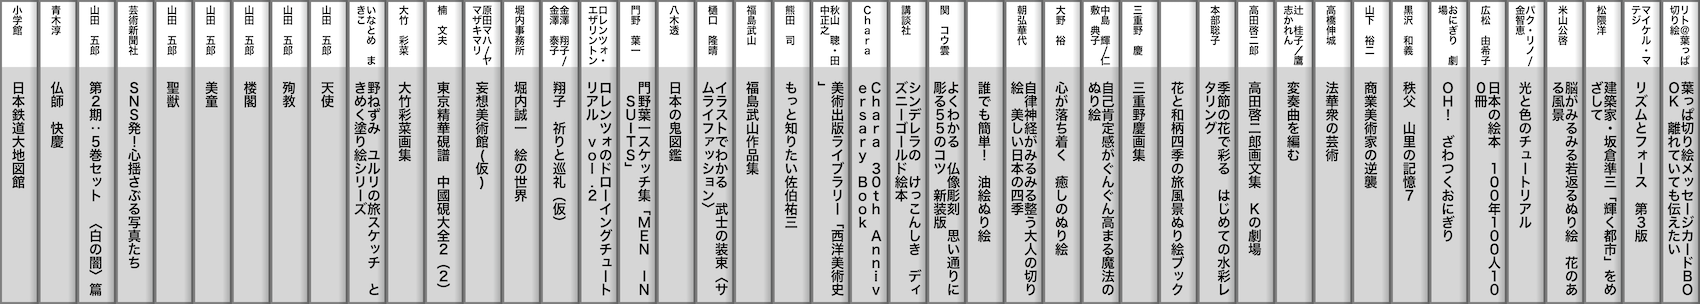 リト@葉っぱ
切り絵
葉っぱ切り絵メッセージカードBO
OK　離れていても伝えたい
マイケル・マ
テジ
リズムとフォース　第3版
松隈洋
建築家・坂倉準三「輝く都市」をめ
ざして
米山公啓
脳がみるみる若返るぬり絵　花のあ
る風景
パク・リノ/
金智恵
光と色のチュートリアル
広松　由希子
日本の絵本　100年100人10
0冊
おにぎり　劇
場
OH!　ざわつくおにぎり
黒沢　和義
秩父　山里の記憶7
山下　裕二
商業美術家の逆襲
高橋伸城
法華衆の芸術
辻　桂子/鷹
志かれん
変奏曲を編む
高田啓二郎
高田啓二郎画文集　Kの劇場
本部聡子
季節の花で彩る　はじめての水彩レ
タリング
花と和柄四季の旅風景ぬり絵ブック
三重野　慶
三重野慶画集
中島　輝/仁
敷　典子
自己肯定感がぐんぐん高まる魔法の
ぬり絵
大野　裕
心が落ち着く　癒しのぬり絵
朝弘華代
自律神経がみるみる整う大人の切り
絵　美しい日本の四季
誰でも簡単!　油絵ぬり絵
関　コウ雲
よくわかる　仏像彫刻　思い通りに
彫る55のコツ　新装版
講談社
シンデレラの　けっこんしき　ディ
ズニーゴールド絵本
Chara
Chara　30th　Anniv
ersary　Book
秋山　聰・田
中正之
美術出版ライブラリー「西洋美術史
」
熊田　司
もっと知りたい佐伯祐三
福島武山
福島武山作品集
樋口　隆晴
イラストでわかる　武士の装束〈サ
ムライファッション〉
八木透
日本の鬼図鑑
門野　葉一
門野葉一スケッチ集「MEN　IN
　SUITS」
ロレンツォ・
エザリントン
ロレンツォのドローイングチュート
リアル　vol.2
金澤　翔子/
金澤　泰子
翔子　祈りと巡礼(仮)
堀内事務所
堀内誠一　絵の世界
原田マハ/ヤ
マザキマリ
妄想美術館(仮)
楠　文夫
東京精華硯譜　中國硯大全2(2)
大竹　彩菜
大竹彩菜画集
いなとめ　ま
きこ
野ねずみ　ユルリの旅スケッチ　と
きめく塗り絵シリーズ
山田　五郎
天使
山田　五郎
殉教
山田　五郎
楼閣
山田　五郎
美童
山田　五郎
聖獣
芸術新聞社
SNS発!心揺さぶる写真たち
山田　五郎
第2期:5巻セット　〈白の闇〉篇
青木淳
仏師　快慶
小学館
日本鉄道大地図館